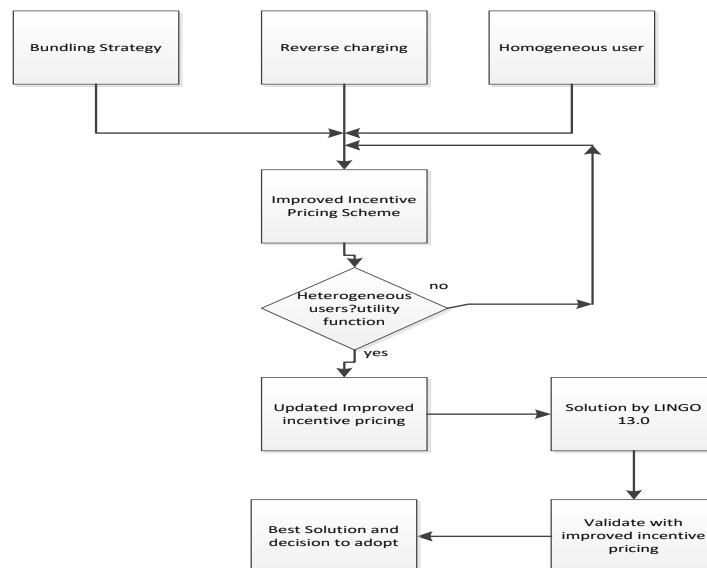 Bundling Strategy
Reverse charging
Homogeneous user
Improved Incentive
Pricing Scheme
Heterogeneous
users?utility
function
no
yes
Updated Improved
incentive pricing
Solution by LINGO
13.0
Best Solution and
decision to adopt
Validate with
improved incentive
pricing